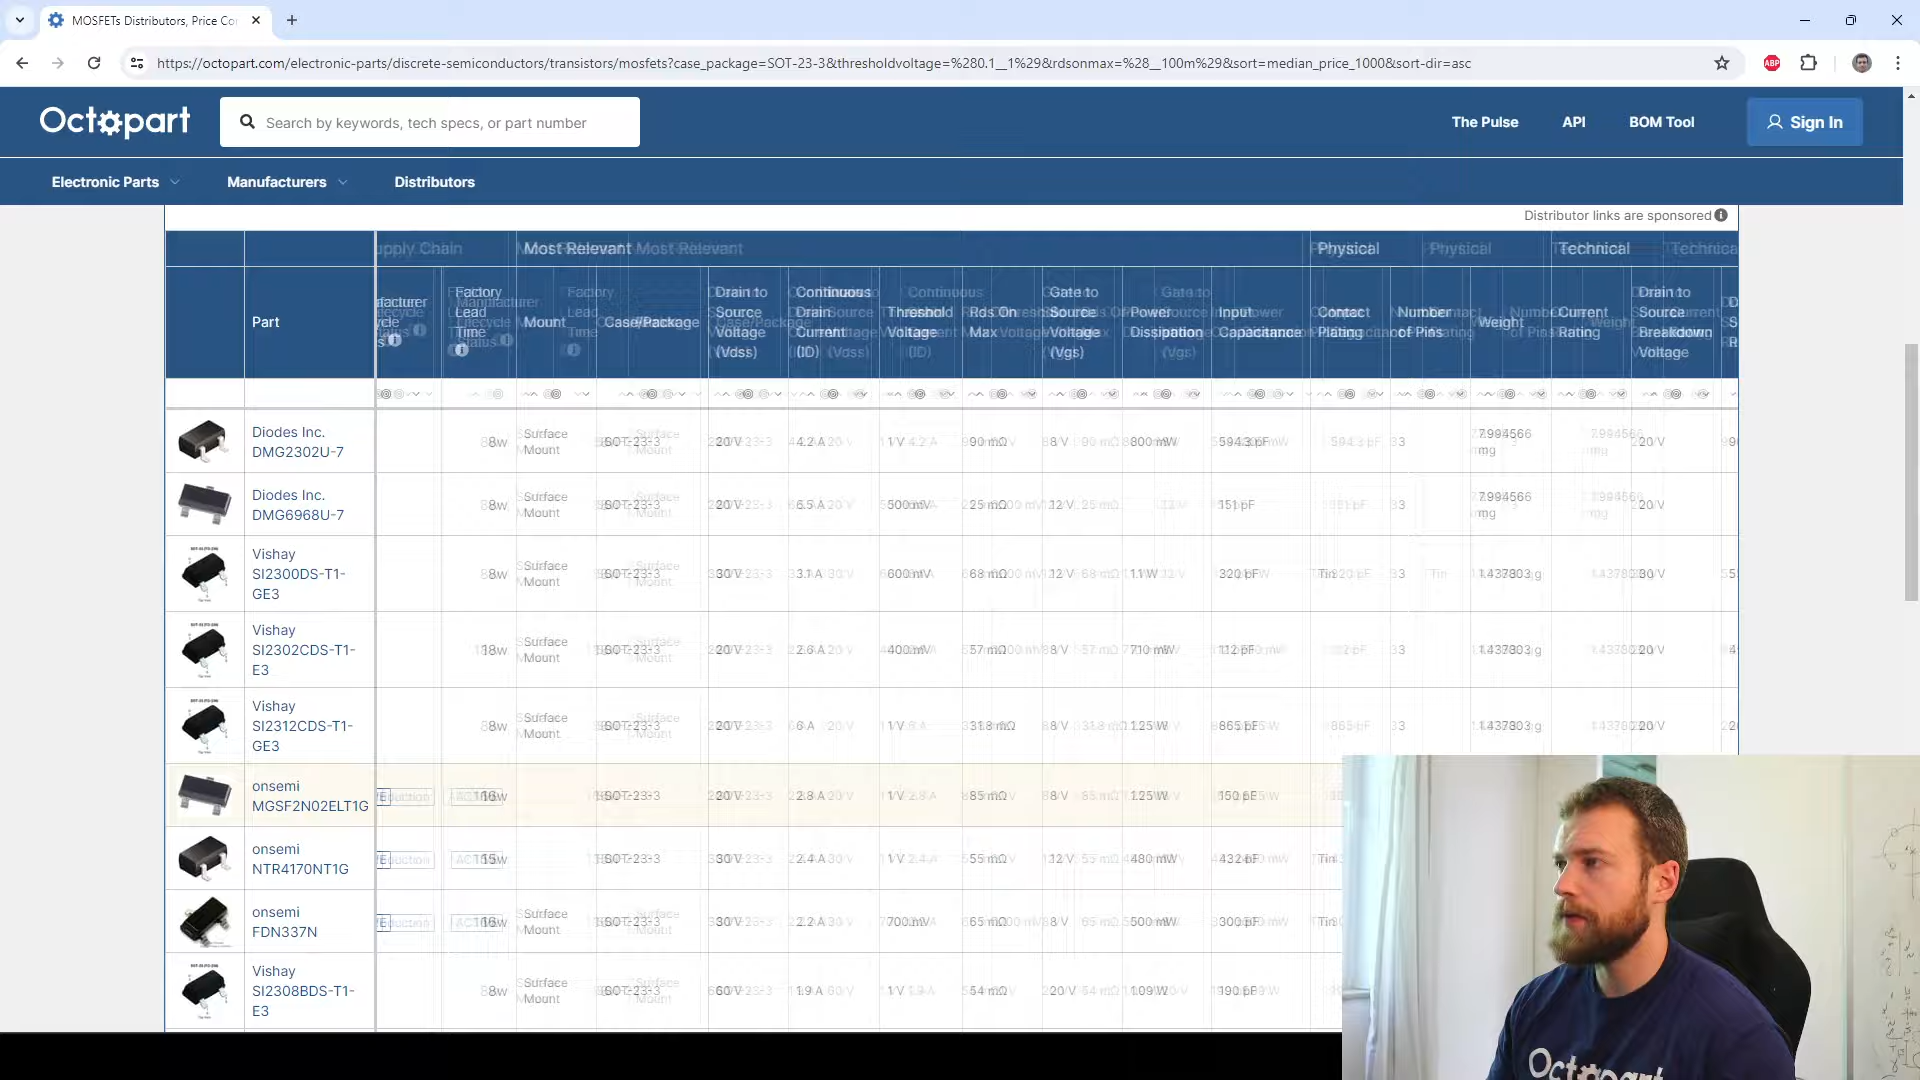 MOSFETs Distributors, Price Co
https://octopart.com/electronic-parts/discrete-semiconductors/transistors/mosfets?case_package=SOT-23-3&thresholdvoltage=%280.1__1%29&rdsonmax=%28__100m%29&sort=median_price_1000&sort-dir=asc
ABP
Octopart
Search by keywords, tech specs, or part number
The Pulse API BOM Tool Sign In
Electronic Parts Manufacturers Distributors
Distributor links are sponsored
upply Chain Most Relevant Physical Technical
Part
Factory Lead Time
Mount
Case/Package
Drain to Source Voltage (Vdss)
Continuous Drain Current (ID)
Threshold Voltage
Rds On Max
Gate to Source Voltage (Vgs)
Power Dissipation
Input Capacitance
Contact Plating
Number of Pins
Weight
Current Rating
Drain to Source Breakdown Voltage
Diodes Inc. DMG2302U-7 8w Surface Mount SOT-23-3 20 V 4.2 A 1 V 90 mΩ 8 V 800 mW 594.3 pF 3 7.994566 mg 20 V
Diodes Inc. DMG6968U-7 8w Surface Mount SOT-23-3 20 V 6.5 A 500 mV 25 mΩ 12 V 151 pF 3 7.994566 mg 20 V
Vishay SI2300DS-T1-GE3 8w Surface Mount SOT-23-3 30 V 3.1 A 600 mV 68 mΩ 12 V 1.1 W 320 pF Tin 3 1.437803 g 30 V
Vishay SI2302CDS-T1-E3 18w Surface Mount SOT-23-3 20 V 2.6 A 400 mV 57 mΩ 8 V 710 mW 112 pF 3 1.437803 g 20 V
Vishay SI2312CDS-T1-GE3 8w Surface Mount SOT-23-3 20 V 6 A 1 V 31.8 mΩ 8 V 1.25 W 865 pF 3 1.437803 g 20 V
onsemi MGSF2N02ELT1G 16w SOT-23-3 20 V 2.8 A 1 V 85 mΩ 8 V 1.25 W 150 pF
onsemi NTR4170NT1G 15w SOT-23-3 30 V 2.4 A 1 V 55 mΩ 12 V 480 mW 432 pF Tin
onsemi FDN337N 16w Surface Mount SOT-23-3 30 V 2.2 A 700 mV 65 mΩ 8 V 500 mW 300 pF Tin
Vishay SI2308BDS-T1-E3 8w Surface Mount SOT-23-3 60 V 1.9 A 1 V 20 V 1.09 W 190 pF
Octopart